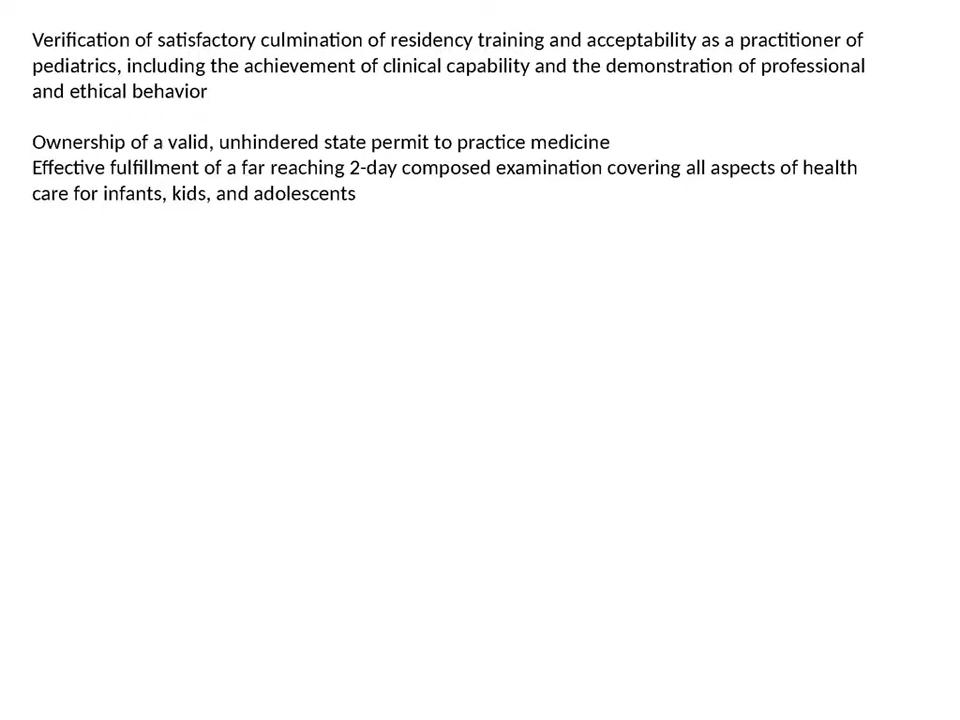 Verification of satisfactory culmination of residency training and acceptability as a practitioner of
pediatrics, including the achievement of clinical capability and the demonstration of professional
and ethical behavior
Ownership of a valid, unhindered state permit to practice medicine
Effective fulfillment of a far reaching 2-day composed examination covering all aspects of health
care for infants, kids, and adolescents